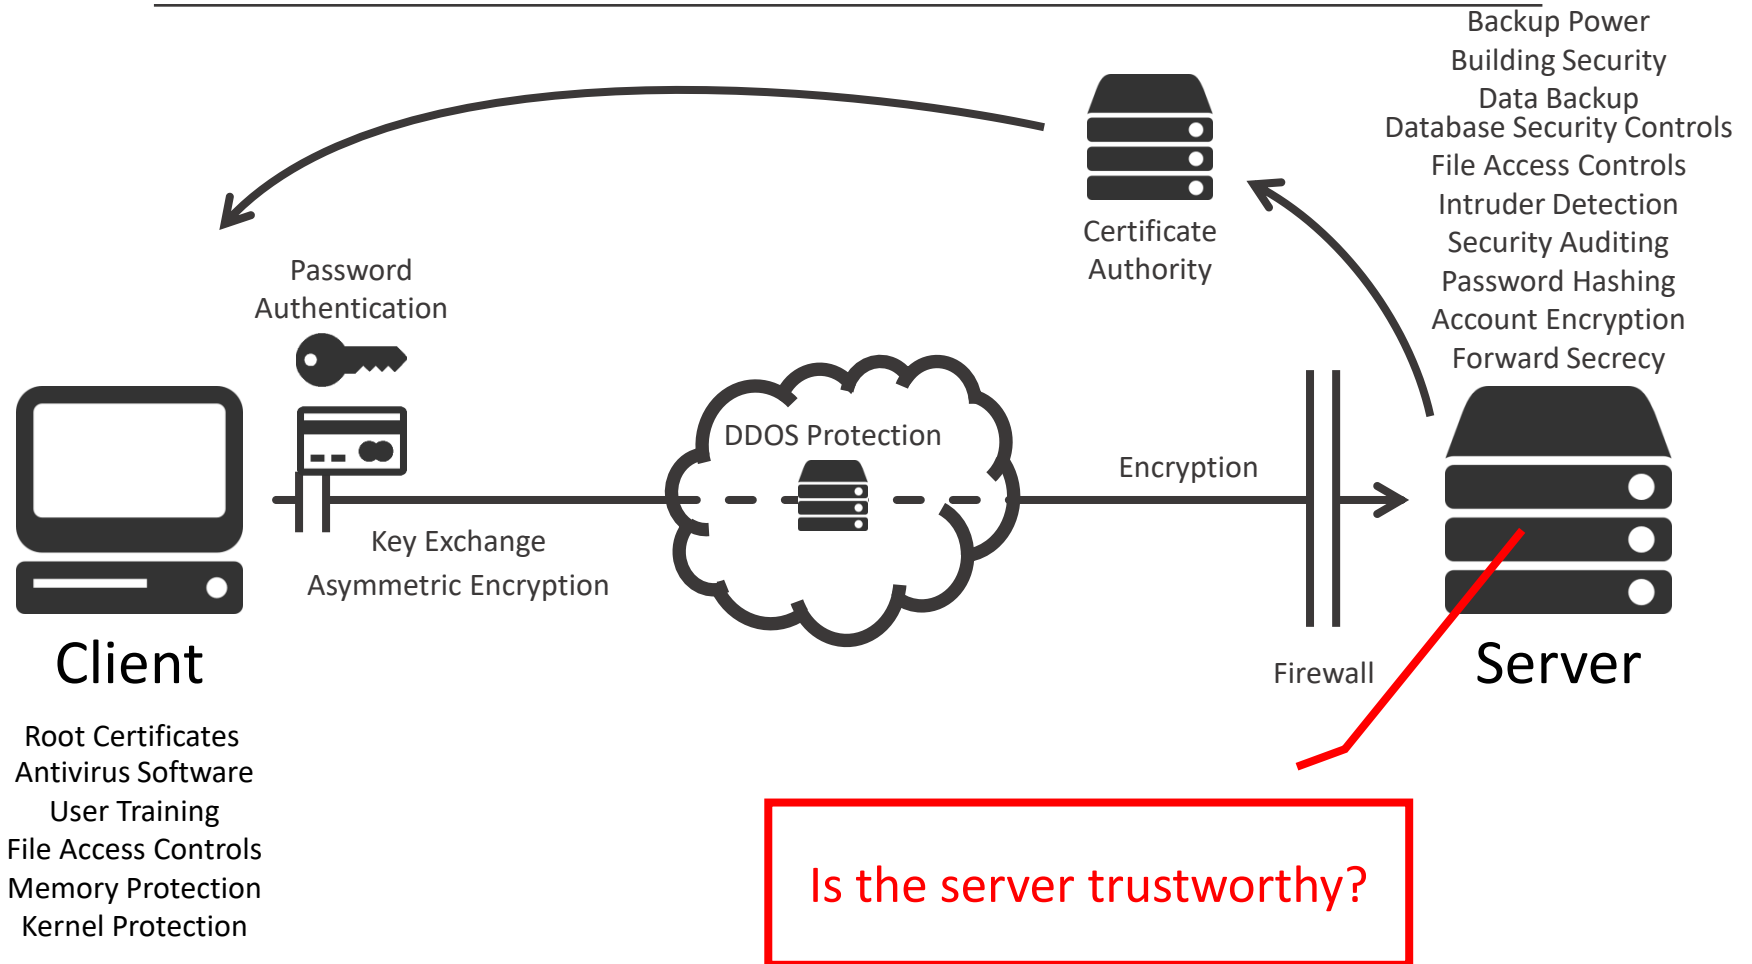 Backup Power
Building Security
Data Backup
Database Security Controls
File Access Controls
Intruder Detection
Security Auditing
Password Hashing
Account Encryption
Forward Secrecy
Certificate
Authority
Password
Authentication
DDOS Protection
Encryption
Key Exchange
Asymmetric Encryption
Client
Firewall
Server
Root Certificates
Antivirus Software
User Training
File Access Controls
Memory Protection
Kernel Protection
Is the server trustworthy?